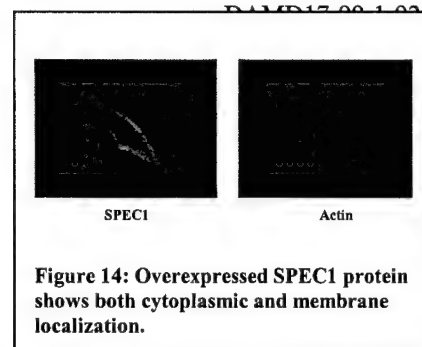 SPEC1
Actin
Figure 14: Overexpressed SPEC1 protein
shows both cytoplasmic and membrane
localization.